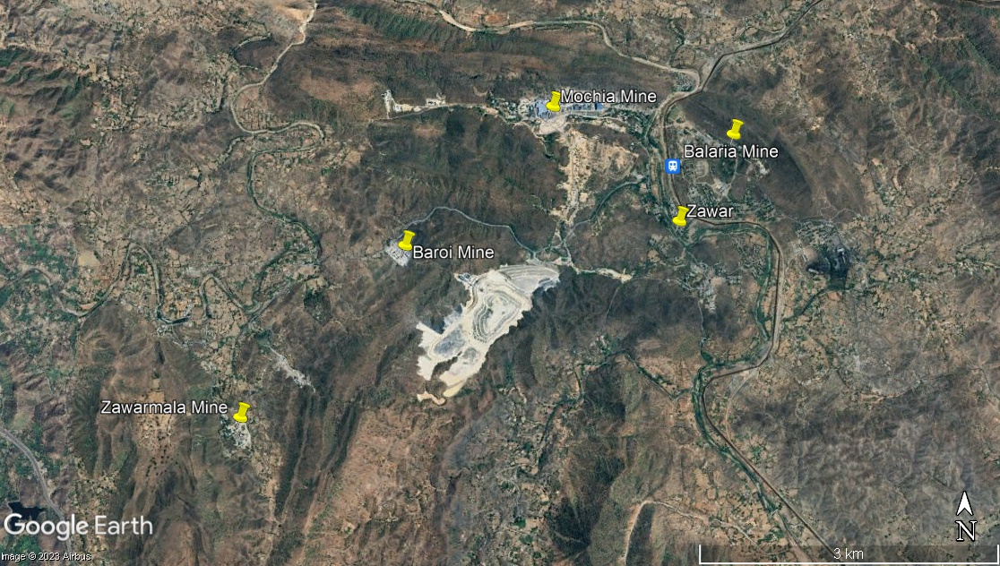 Mochia Mine
Balaria Mine
Zawar
Baroi Mine
Zawarmala Mine
Google Earth
N
Image © 2023 Airbus
3 km